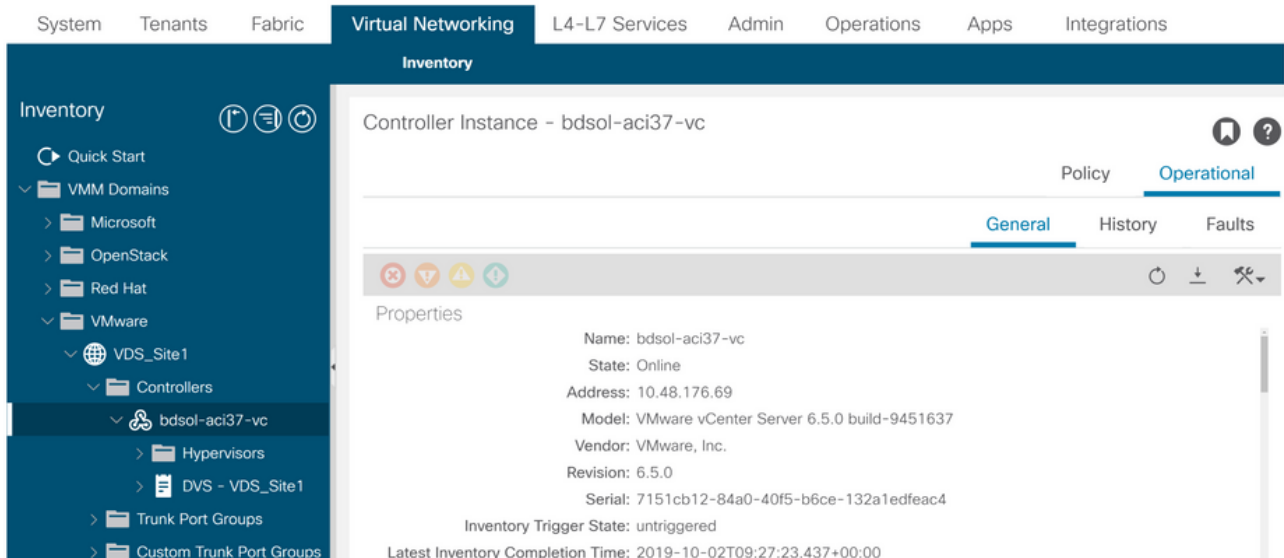 System Tenants Fabric Virtual Networking L4-L7 Services Admin Operations Apps Integrations
Inventory
Inventory
Quick Start
VMM Domains
Microsoft
OpenStack
Red Hat
VMware
VDS_Site1
Controllers
bdsol-aci37-vc
Hypervisors
DVS - VDS_Site1
Trunk Port Groups
Custom Trunk Port Groups
Controller Instance - bdsol-aci37-vc
Policy Operational
General History Faults
Properties
Name: bdsol-aci37-vc
State: Online
Address: 10.48.176.69
Model: VMware vCenter Server 6.5.0 build-9451637
Vendor: VMware, Inc.
Revision: 6.5.0
Serial: 7151cb12-84a0-40f5-b6ce-132a1edfeac4
Inventory Trigger State: untriggered
Latest Inventory Completion Time: 2019-10-02T09:27:23.437+00:00